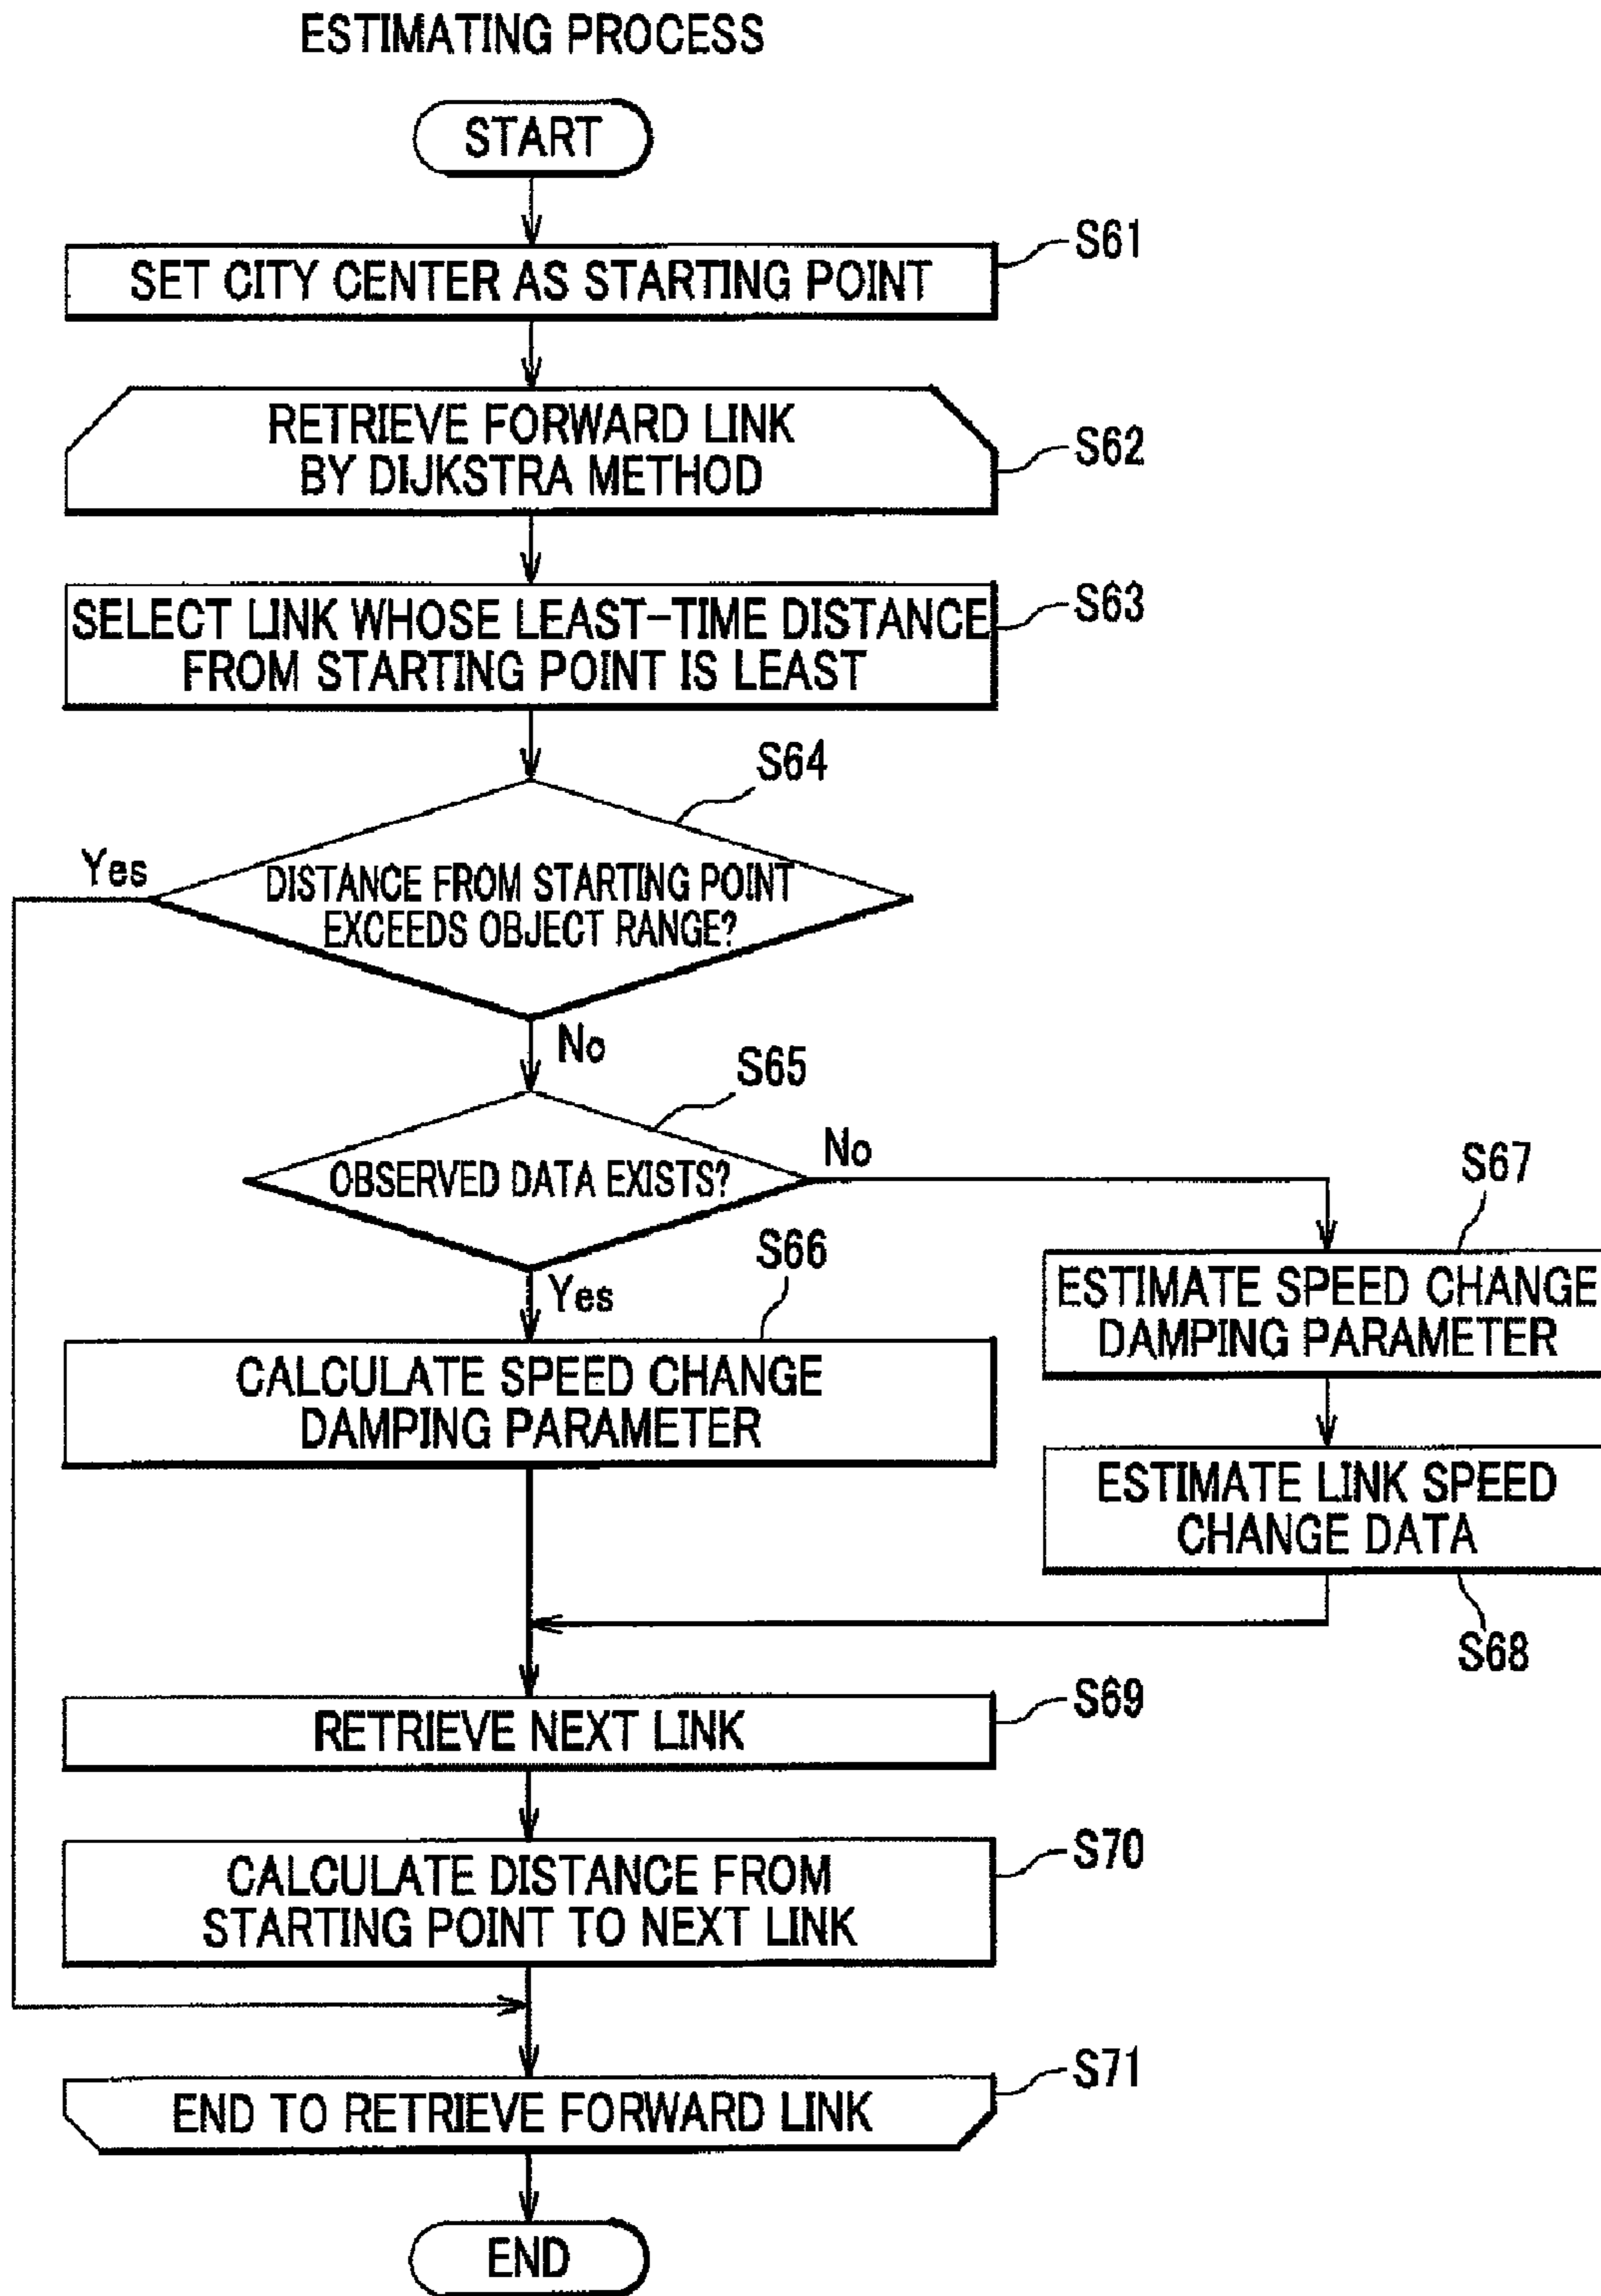 ESTIMATING PROCESS
START
S61
SET CITY CENTER AS STARTING POINT
RETRIEVE FORWARD LINK
BY DIJKSTRA METHOD
S62
SELECT LINK WHOSE LEAST-TIME DISTANCE
FROM STARTING POINT IS LEAST
S63
S64
Yes
DISTANCE FROM STARTING POINT
EXCEEDS OBJECT RANGE?
No
S65
OBSERVED DATA EXISTS?
No
S67
Yes
S66
ESTIMATE SPEED CHANGE
DAMPING PARAMETER
CALCULATE SPEED CHANGE
DAMPING PARAMETER
ESTIMATE LINK SPEED
CHANGE DATA
S68
S69
RETRIEVE NEXT LINK
S70
CALCULATE DISTANCE FROM
STARTING POINT TO NEXT LINK
S71
END TO RETRIEVE FORWARD LINK
END